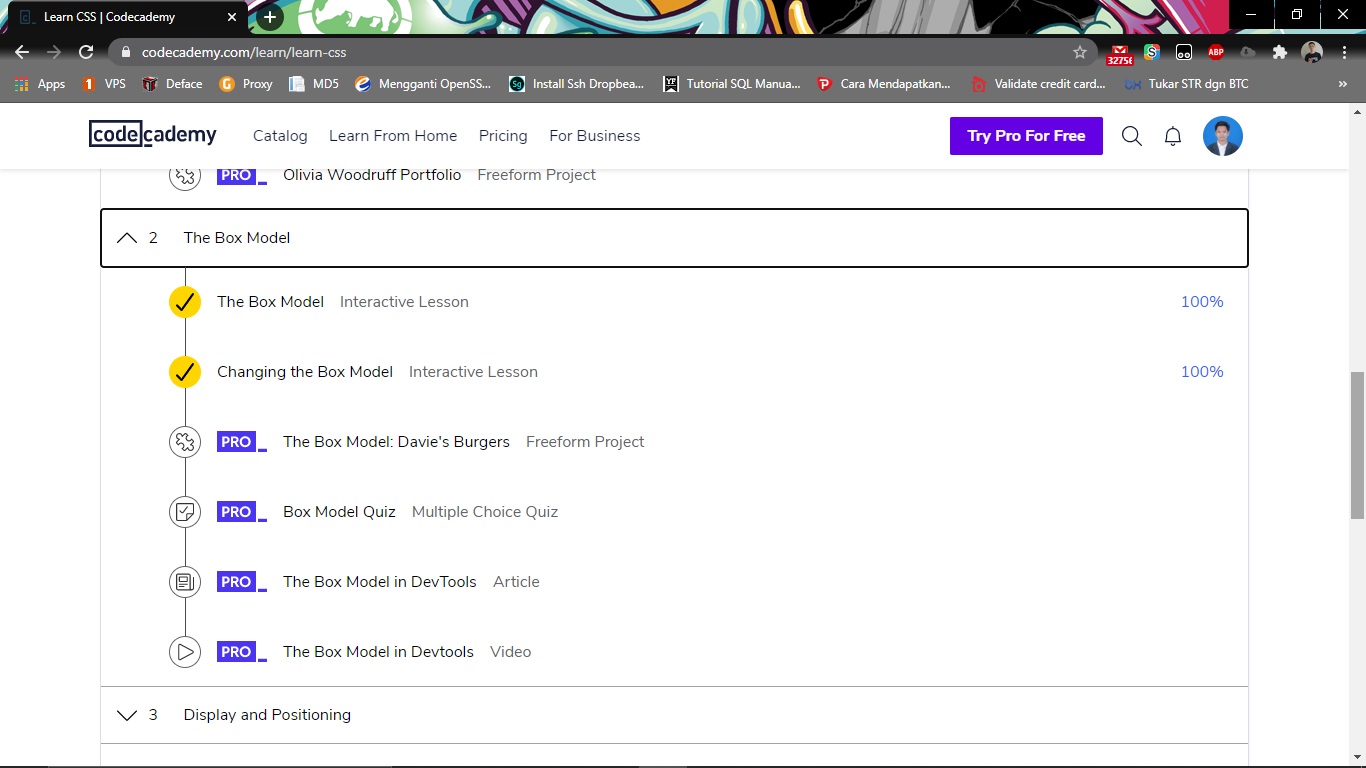 Learn CSS | Codecademy
codecademy.com/learn/learn-css
32756
ABP
Apps
VPS
Deface
Proxy
MD5
Mengganti OpenSS...
Install Ssh Dropbea...
Tutorial SQL Manua...
Cara Mendapatkan...
Validate credit card...
Tukar STR dgn BTC
codecademy
Catalog
Learn From Home
Pricing
For Business
Try Pro For Free
PRO Olivia Woodruff Portfolio Freeform Project
2 The Box Model
The Box Model Interactive Lesson 100%
Changing the Box Model Interactive Lesson 100%
PRO The Box Model: Davie's Burgers Freeform Project
PRO Box Model Quiz Multiple Choice Quiz
PRO The Box Model in DevTools Article
PRO The Box Model in Devtools Video
3 Display and Positioning